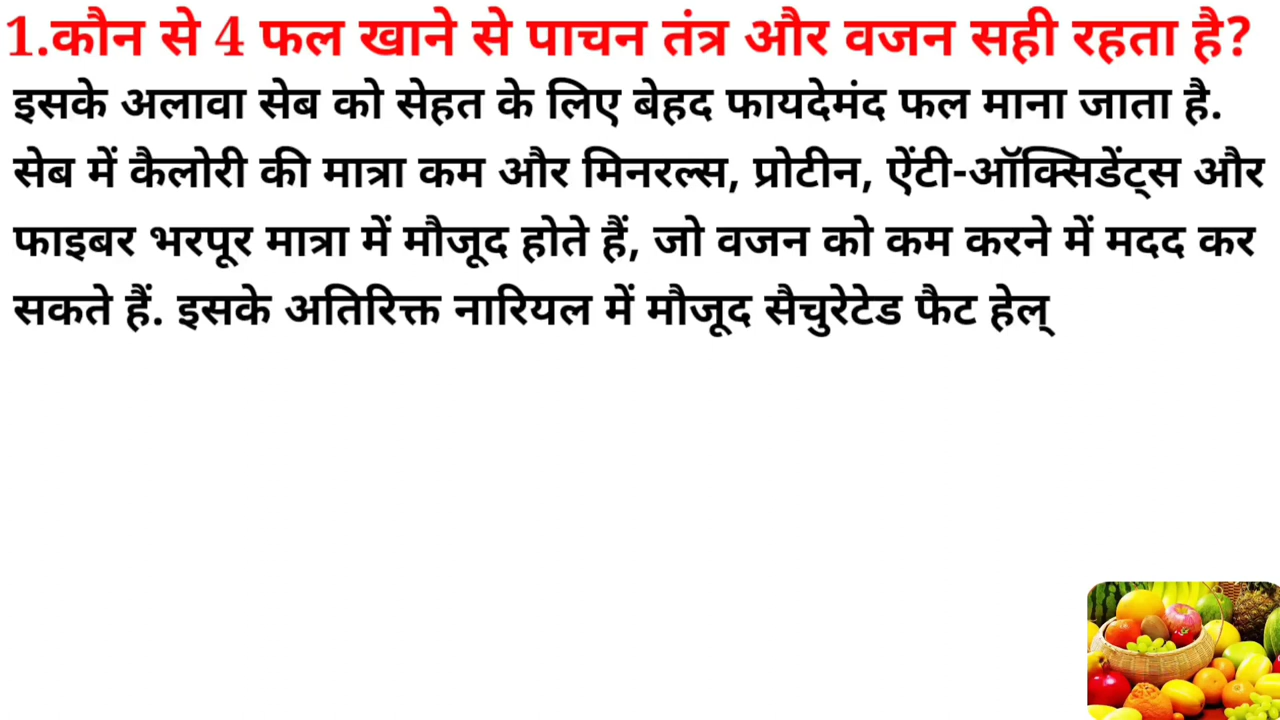 1.कौन से 4 फल खाने से पाचन तंत्र और वजन सही रहता है?
इसके अलावा सेब को सेहत के लिए बेहद फायदेमंद फल माना जाता है.
सेब में कैलोरी की मात्रा कम और मिनरल्स, प्रोटीन, ऐंटी-ऑक्सिडेंट्स और
फाइबर भरपूर मात्रा में मौजूद होते हैं, जो वजन को कम करने में मदद कर
सकते हैं. इसके अतिरिक्त नारियल में मौजूद सैचुरेटेड फैट हेल्